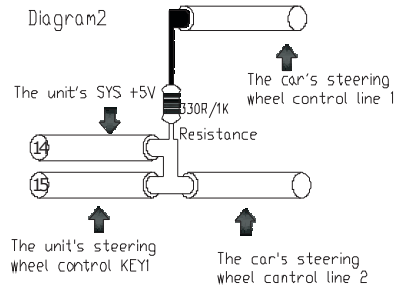 Diagram2
The car's steering
wheel control line 1
The unit's SYS +5V
330R/1K
Resistance
14
15
The unit's steering
wheel control KEY1
The car's steering
wheel cantral line 2